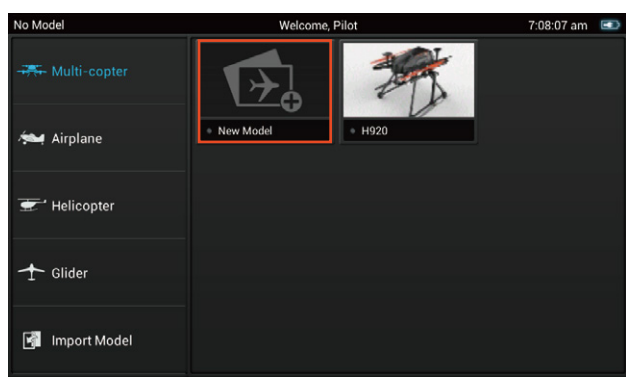 No Model
Welcome, Pilot
7:08:07 am
Multi-copter
Airplane
Helicopter
Glider
Import Model
New Model
H920